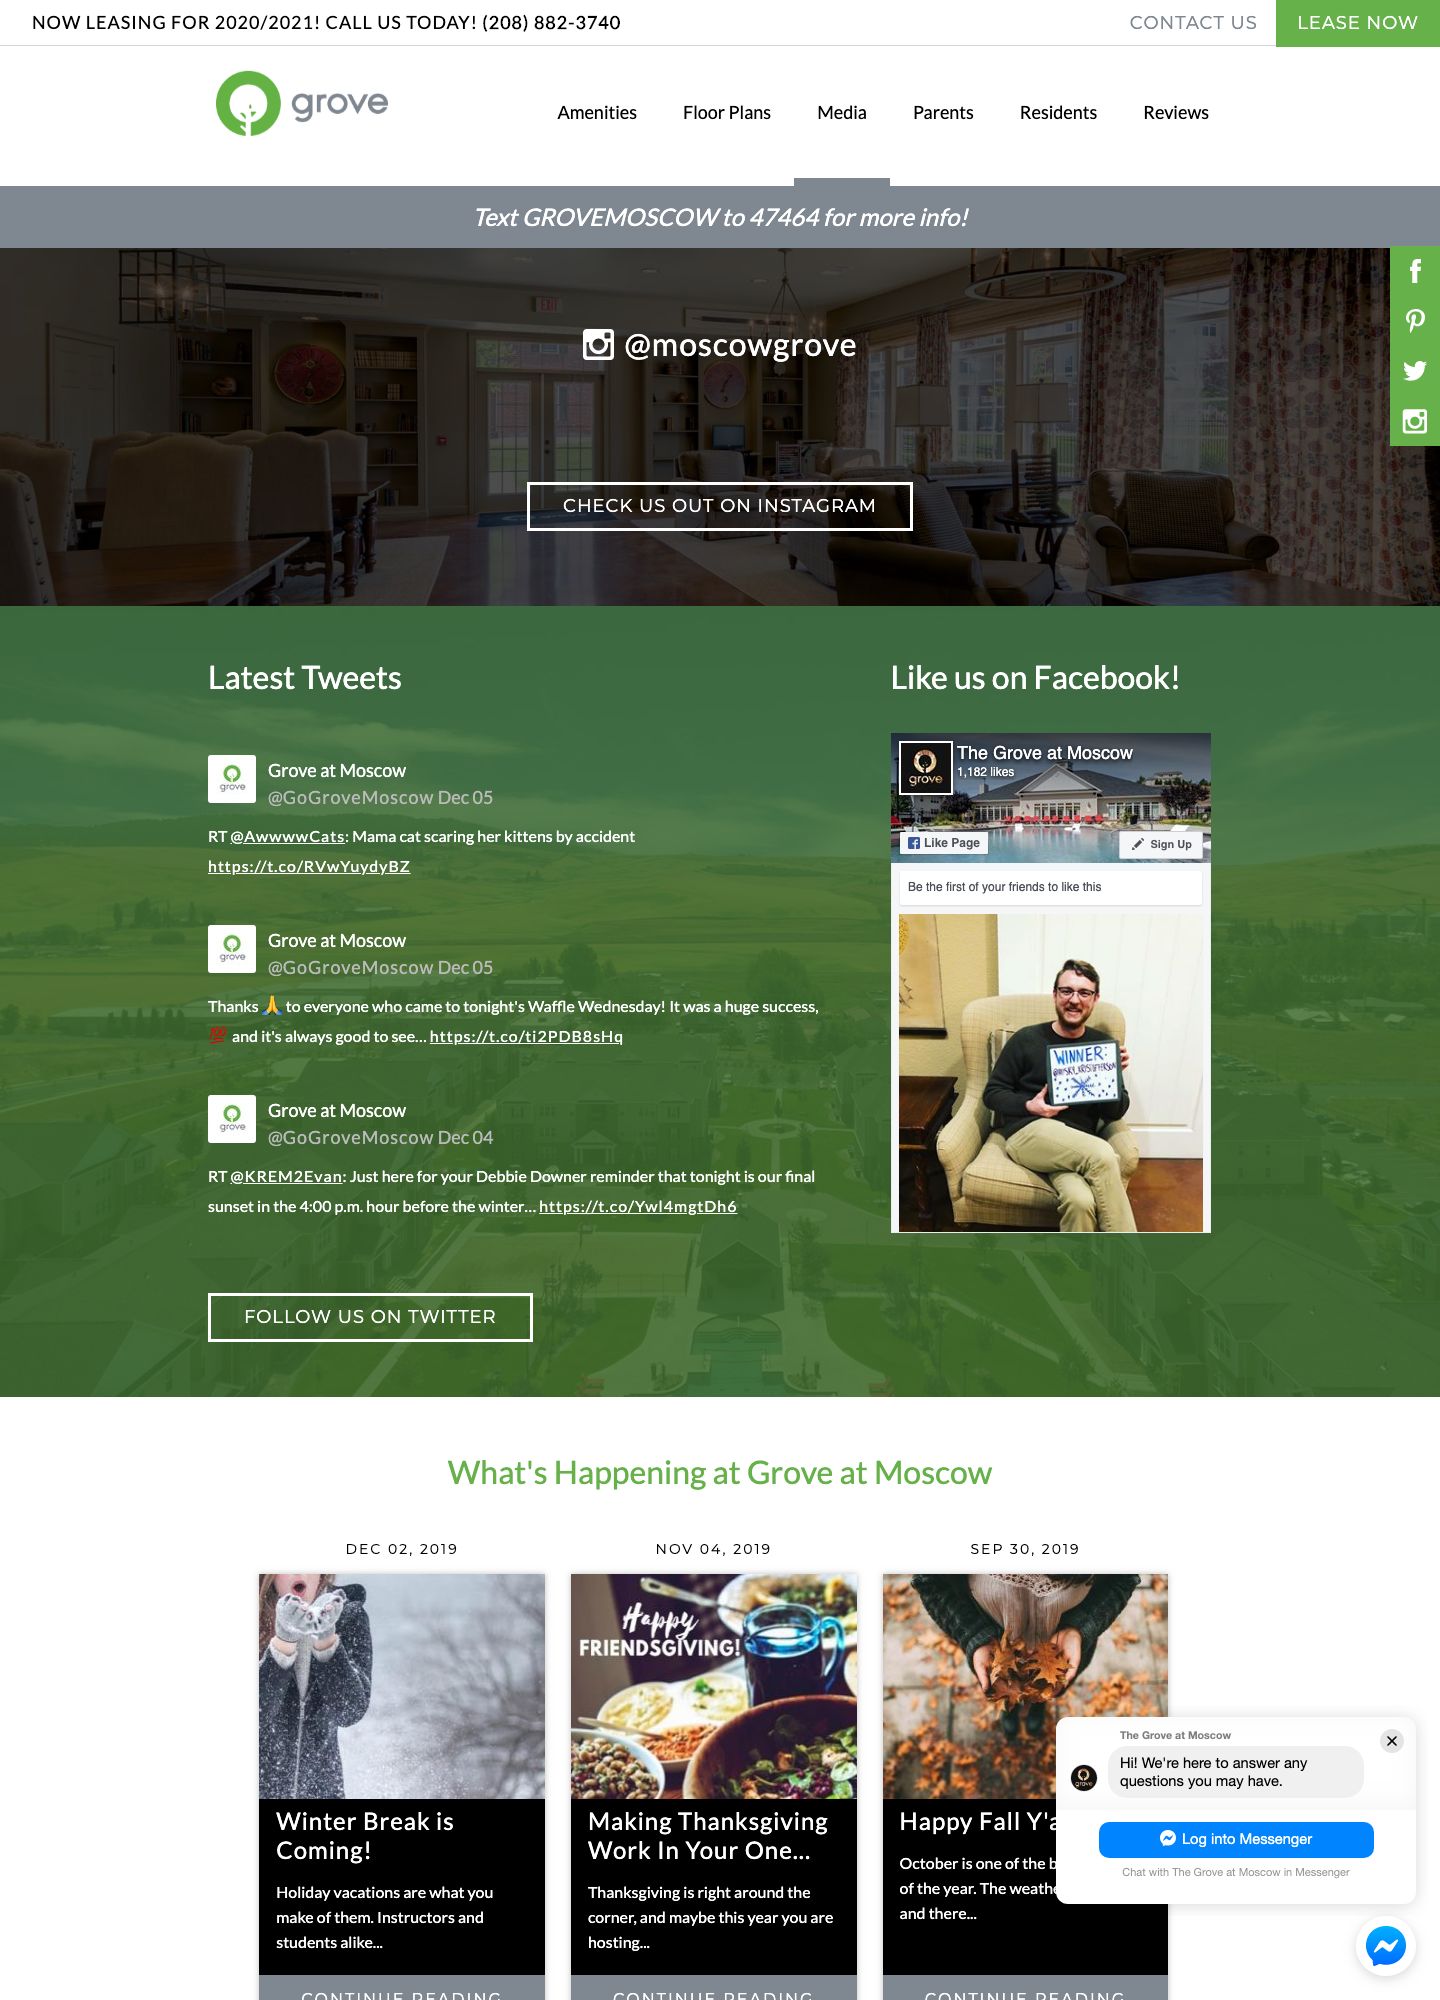 NOW LEASING FOR 2020/2021! CALL US TODAY! (208) 882-3740
CONTACT US
LEASE NOW
grove
Amenities
Floor Plans
Media
Parents
Residents
Reviews
Text GROVEMOSCOW to 47464 for more info!
EXIT
@moscowgrove
CHECK US OUT ON INSTAGRAM
Latest Tweets
grove
Grove at Moscow
@GoGroveMoscow Dec 05
RT @AwwwwCats: Mama cat scaring her kittens by accident
https://t.co/RVwYuydyBZ
grove
Grove at Moscow
@GoGroveMoscow Dec 05
Thanks 🙏 to everyone who came to tonight's Waffle Wednesday! It was a huge success,
💯 and it's always good to see… https://t.co/ti2PDB8sHq
grove
Grove at Moscow
@GoGroveMoscow Dec 04
RT @KREM2Evan: Just here for your Debbie Downer reminder that tonight is our final
sunset in the 4:00 p.m. hour before the winter… https://t.co/Ywl4mgtDh6
FOLLOW US ON TWITTER
Like us on Facebook!
grove
The Grove at Moscow
1,182 likes
Like Page
Sign Up
Be the first of your friends to like this
WINNER:
What's Happening at Grove at Moscow
DEC 02, 2019
Winter Break is
Coming!
Holiday vacations are what you
make of them. Instructors and
students alike...
CONTINUE READING
NOV 04, 2019
Happy
FRIENDSGIVING!
Making Thanksgiving
Work In Your One...
Thanksgiving is right around the
corner, and maybe this year you are
hosting...
CONTINUE READING
SEP 30, 2019
Happy Fall
October is one of the
of the year. The
and there...
CONTINUE READING
The Grove at Moscow
grove
Hi! We're here to answer any
questions you may have.
Log into Messenger
Chat with The Grove at Moscow in Messenger